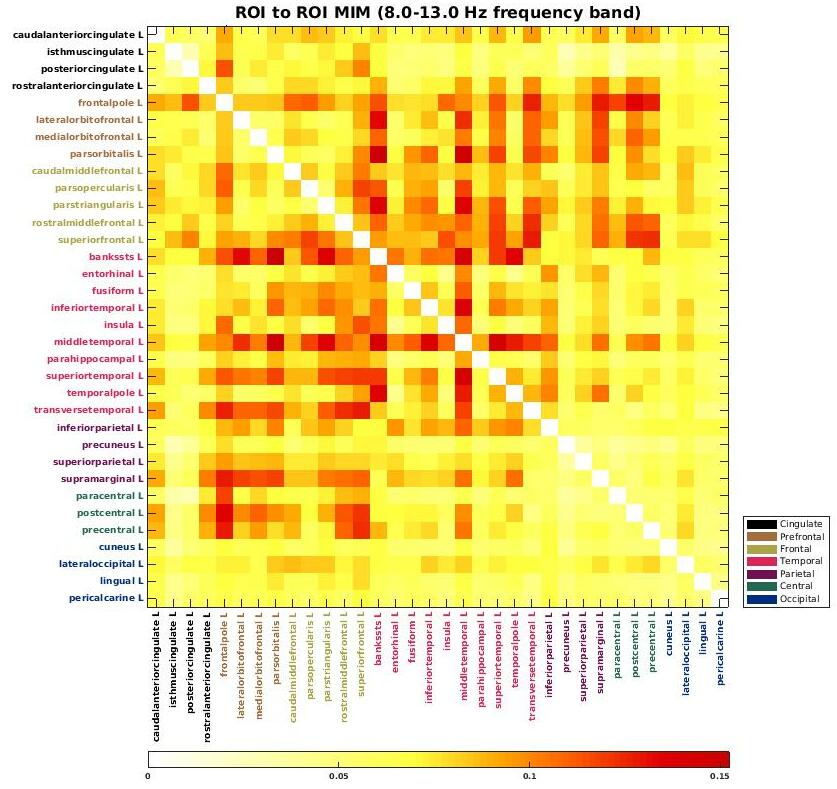 ROI to ROI MIM (8.0-13.0 Hz frequency band)
caudalanteriorcingulate L
isthmuscingulate L
posteriorcingulate L
rostralanteriorcingulate L
frontalpole L
lateralorbitofrontal L
medialorbitofrontal L
parsorbitalis L
caudalmiddlefrontal L
parsopercularis L
parstriangularis L
rostralmiddlefrontal L
superiorfrontal L
bankssts L
entorhinal L
fusiform L
inferiortemporal L
insula L
middletemporal L
parahippocampal L
superiortemporal L
temporalpole L
transversetemporal L
inferiorparietal L
precuneus L
superiorparietal L
supramarginal L
paracentral L
postcentral L
precentral L
cuneus L
lateraloccipital L
lingual L
pericalcarine L
caudalanteriorcingulate L
isthmuscingulate L
posteriorcingulate L
rostralanteriorcingulate L
frontalpole L
lateralorbitofrontal L
medialorbitofrontal L
parsorbitalis L
caudalmiddlefrontal L
parsopercularis L
parstriangularis L
rostralmiddlefrontal L
superiorfrontal L
bankssts L
entorhinal L
fusiform L
inferiortemporal L
insula L
middletemporal L
parahippocampal L
superiortemporal L
temporalpole L
transversetemporal L
inferiorparietal L
precuneus L
superiorparietal L
supramarginal L
paracentral L
postcentral L
precentral L
cuneus L
lateraloccipital L
lingual L
pericalcarine L
Cingulate
Prefrontal
Frontal
Temporal
Parietal
Central
Occipital
0 0.05 0.1 0.15